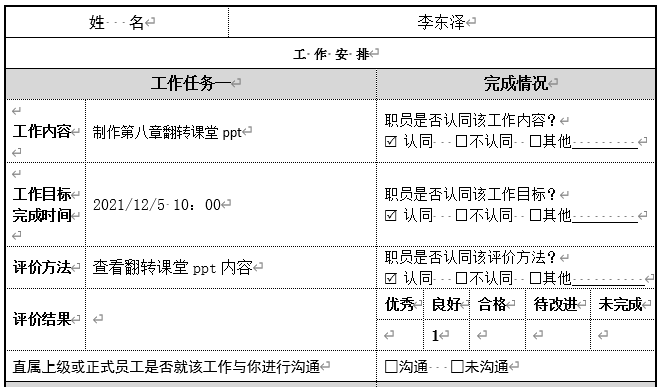 姓 名 李东泽
工 作 安 排
工作任务一 完成情况
工作内容 制作第八章翻转课堂 ppt 职员是否认同该工作内容？
☑ 认同 □不认同 □其他_________
工作目标 完成时间 2021/12/5 10：00 职员是否认同该工作目标？
☑ 认同 □不认同 □其他_________
评价方法 查看翻转课堂 ppt 内容 职员是否认同该评价方法？
☑ 认同 □不认同 □其他__________
评价结果 优秀 良好 合格 待改进 未完成
1
直属上级或正式员工是否就该工作与你进行沟通 □沟通 □未沟通